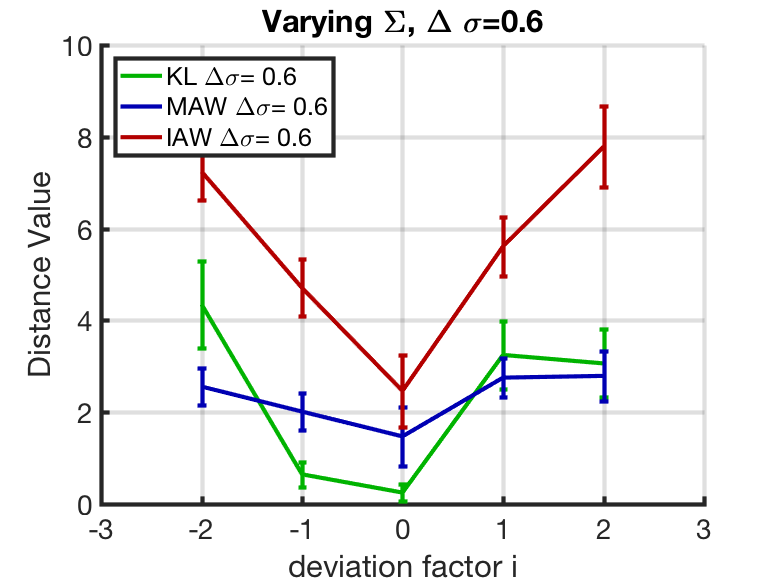 Varying Σ, Δ σ=0.6
10
8
6
4
2
0
Distance Value
KL Δσ= 0.6
MAW Δσ= 0.6
IAW Δσ= 0.6
-3 -2 -1 0 1 2 3
deviation factor i